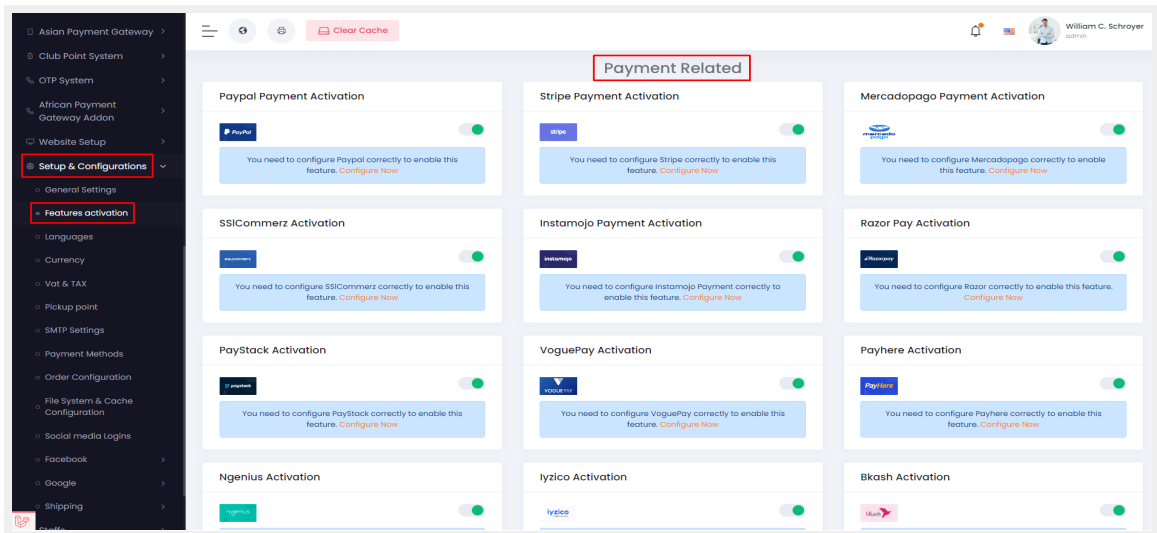 Asian Payment Gateway
Club Point System
OTP System
African Payment
Gateway Addon
Website Setup
Setup & Configurations
General Settings
Features activation
Languages
Currency
Vat & TAX
Pickup point
SMTP Settings
Payment Methods
Order Configuration
File System & Cache
Configuration
Social media Logins
Facebook
Google
Shipping
Staffs
Clear Cache
William C. Schroyer
admin
Payment Related
Paypal Payment Activation
PayPal
You need to configure Paypal correctly to enable this
feature. Configure Now
Stripe Payment Activation
stripe
You need to configure Stripe correctly to enable this
feature. Configure Now
Mercadopago Payment Activation
mercado
pago
You need to configure Mercadopago correctly to enable
this feature. Configure Now
SSlCommerz Activation
SSLCOMMERZ
You need to configure SSlCommerz correctly to enable this
feature. Configure Now
Instamojo Payment Activation
instamojo
You need to configure Instamojo Payment correctly to
enable this feature. Configure Now
Razor Pay Activation
Razorpay
You need to configure Razor correctly to enable this feature.
Configure Now
PayStack Activation
paystack
You need to configure PayStack correctly to enable this
feature. Configure Now
VoguePay Activation
VOGUEPAY
You need to configure VoguePay correctly to enable this
feature. Configure Now
Payhere Activation
PayHere
You need to configure Payhere correctly to enable this
feature. Configure Now
Ngenius Activation
ngenius
Iyzico Activation
iyzico
Bkash Activation
bKash